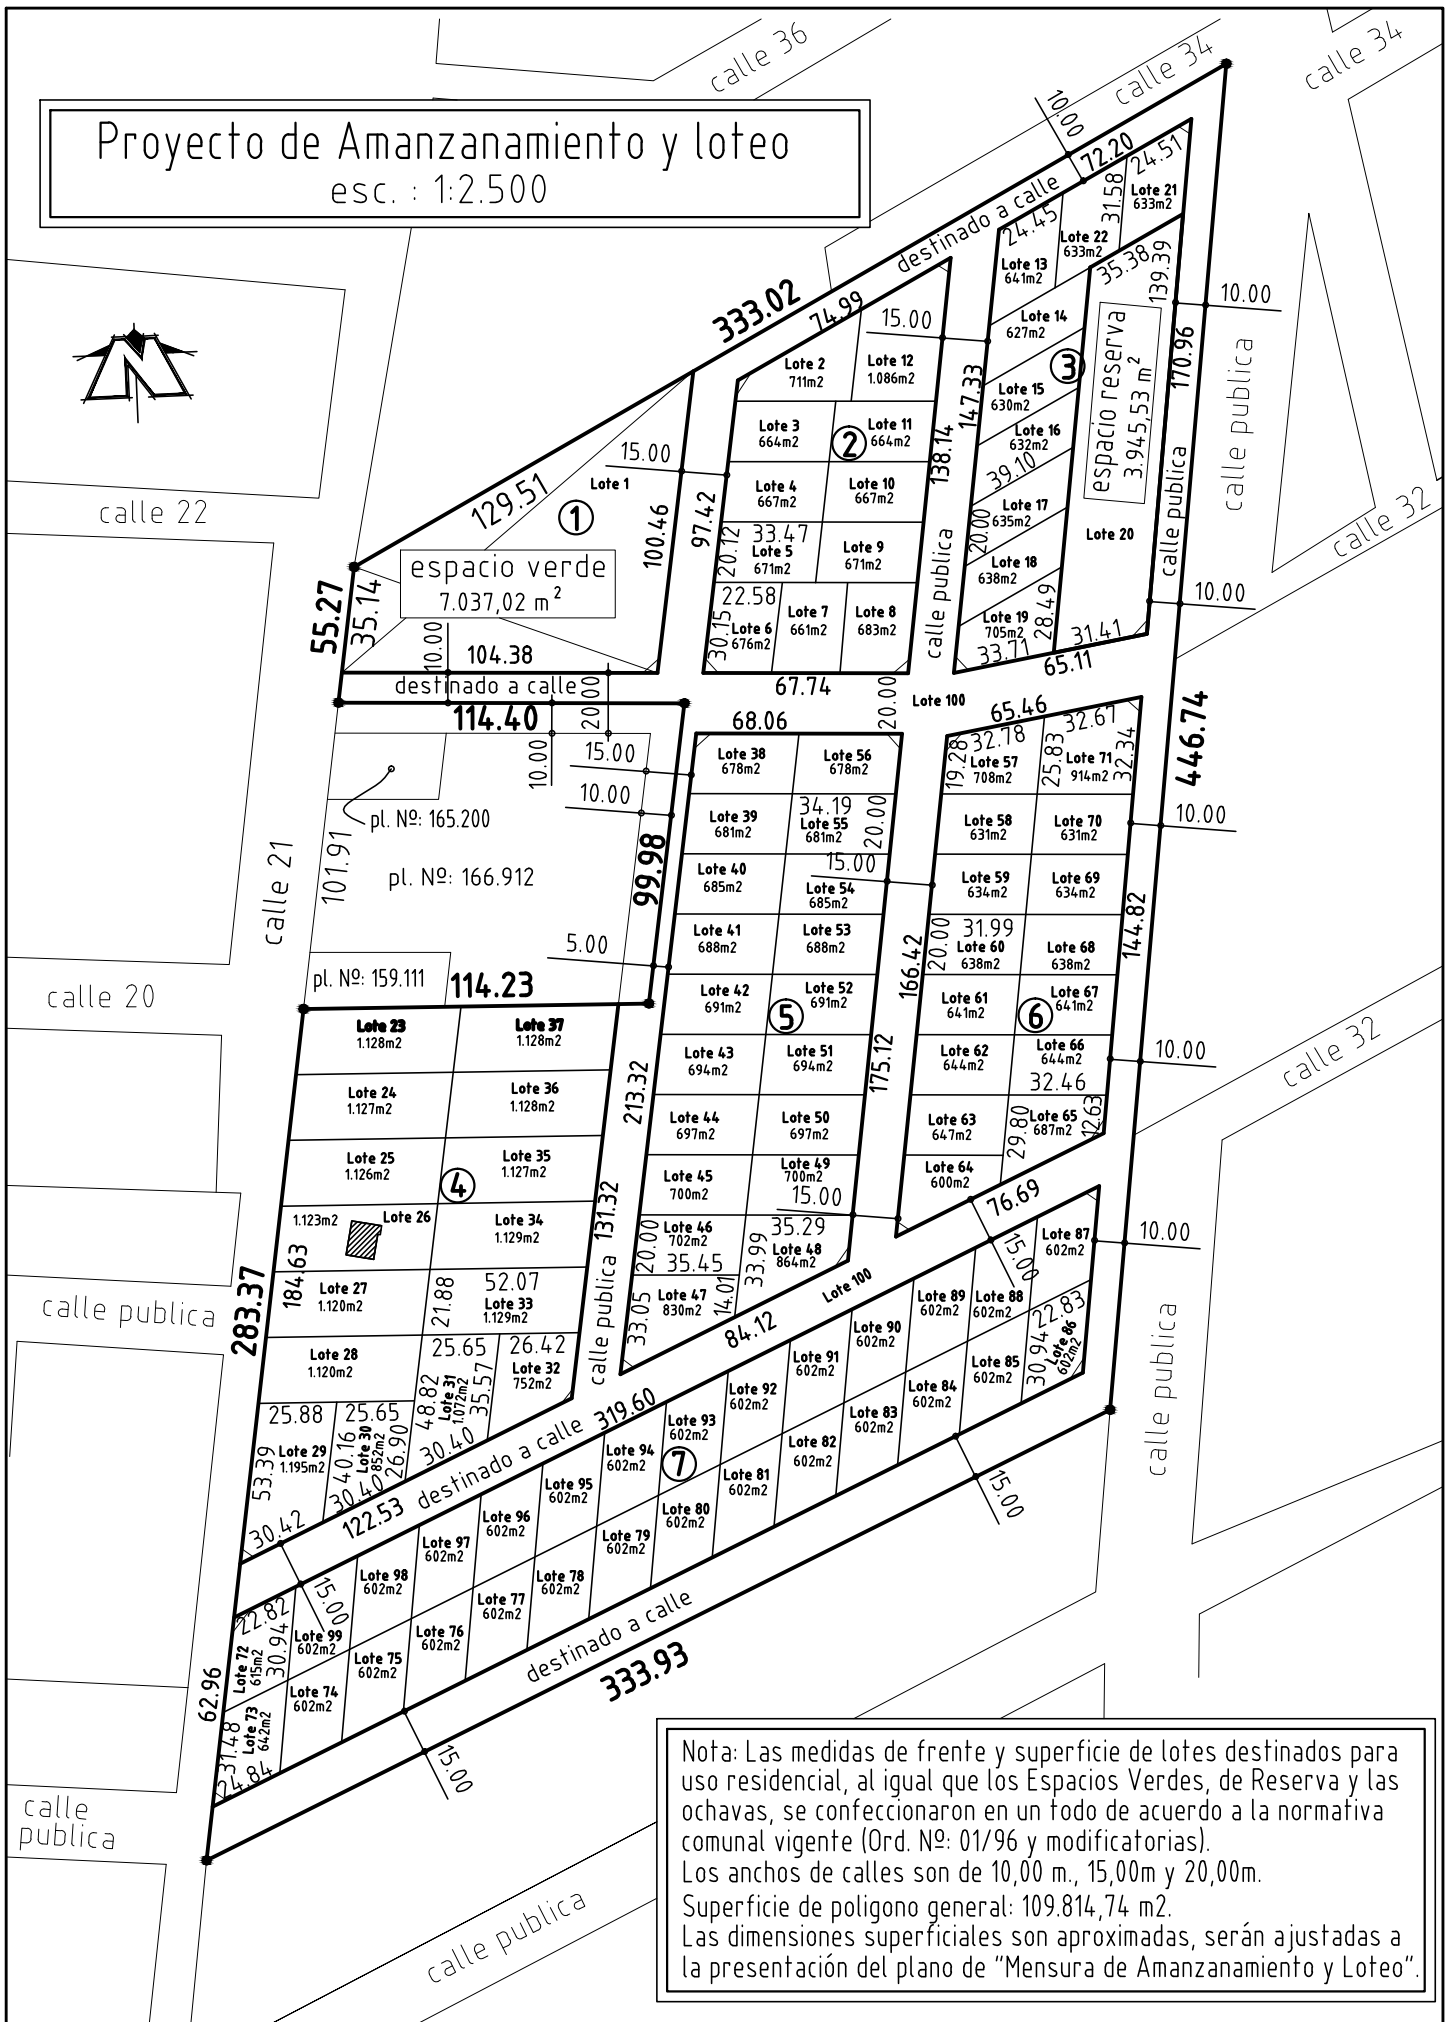 calle 36
calle 34
calle 34
Proyecto de Amanzanamiento y loteo
esc. : 1:2.500
N
calle 22
calle 20
calle 21
calle publica
calle
publica
calle publica
calle publica
calle publica
calle 32
calle 32
333.02
55.27
114.40
99.98
114.23
283.37
333.93
446.74
destinado a calle
10.00
72.20
24.51
31.58
Lote 21
633m2
24.45
Lote 22
633m2
Lote 13
641m2
35.38
139.39
10.00
Lote 14
627m2
3
espacio reserva
3.945,53 m²
170.96
Lote 15
630m2
Lote 16
632m2
39.10
Lote 17
635m2
20.00
Lote 18
638m2
Lote 19
705m2
28.49
33.71
31.41
65.11
Lote 20
calle publica
10.00
147.33
15.00
74.99
Lote 2
711m2
Lote 12
1.086m2
Lote 3
664m2
2
Lote 11
664m2
138.14
Lote 4
667m2
Lote 10
667m2
97.42
20.12
33.47
Lote 5
671m2
Lote 9
671m2
22.58
30.15
Lote 6
676m2
Lote 7
661m2
Lote 8
683m2
calle publica
67.74
15.00
129.51
Lote 1
1
100.46
espacio verde
7.037,02 m²
35.14
10.00
104.38
destinado a calle
20.00
10.00
15.00
10.00
pl. Nº: 165.200
101.91
pl. Nº: 166.912
5.00
pl. Nº: 159.111
20.00
Lote 100
68.06
Lote 38
678m2
Lote 56
678m2
Lote 39
681m2
34.19
Lote 55
681m2
20.00
15.00
Lote 40
685m2
Lote 54
685m2
Lote 41
688m2
Lote 53
688m2
Lote 42
691m2
5
Lote 52
691m2
Lote 43
694m2
Lote 51
694m2
175.12
213.32
Lote 44
697m2
Lote 50
697m2
Lote 45
700m2
Lote 49
700m2
15.00
Lote 46
702m2
20.00
35.29
35.45
33.99
Lote 48
864m2
33.05
Lote 47
830m2
14.01
84.12
65.46
19.28
32.78
Lote 57
708m2
25.83
32.67
Lote 71
914m2
32.34
Lote 58
631m2
Lote 70
631m2
10.00
Lote 59
634m2
Lote 69
634m2
144.82
166.42
20.00
31.99
Lote 60
638m2
Lote 68
638m2
Lote 61
641m2
6
Lote 67
641m2
Lote 62
644m2
Lote 66
644m2
32.46
10.00
Lote 63
647m2
29.80
Lote 65
687m2
12.63
Lote 64
600m2
76.69
Lote 23
1.128m2
Lote 37
1.128m2
Lote 24
1.127m2
Lote 36
1.128m2
Lote 25
1.126m2
4
Lote 35
1.127m2
1.123m2
Lote 26
Lote 34
1.129m2
184.63
Lote 27
1.120m2
21.88
52.07
Lote 33
1.129m2
131.32
Lote 28
1.120m2
25.65
26.42
48.82
Lote 31
1.072m2
35.57
Lote 32
752m2
calle publica
25.88
25.65
53.39
Lote 29
1.195m2
40.16
Lote 30
852m2
26.90
30.40
30.40
30.42
122.53
destinado a calle
319.60
Lote 100
15.00
15.00
10.00
Lote 87
602m2
Lote 88
602m2
22.83
Lote 89
602m2
Lote 90
602m2
Lote 91
602m2
Lote 92
602m2
Lote 93
602m2
7
Lote 94
602m2
Lote 95
602m2
Lote 96
602m2
Lote 97
602m2
Lote 98
602m2
Lote 99
602m2
22.82
30.94
Lote 72
615m2
62.96
31.48
Lote 73
642m2
24.84
Lote 74
602m2
Lote 75
602m2
Lote 76
602m2
Lote 77
602m2
Lote 78
602m2
Lote 79
602m2
Lote 80
602m2
Lote 81
602m2
Lote 82
602m2
Lote 83
602m2
Lote 84
602m2
Lote 85
602m2
30.94
Lote 86
602m2
15.00
15.00
destinado a calle
Nota: Las medidas de frente y superficie de lotes destinados para
uso residencial, al igual que los Espacios Verdes, de Reserva y las
ochavas, se confeccionaron en un todo de acuerdo a la normativa
comunal vigente (Ord. Nº: 01/96 y modificatorias).
Los anchos de calles son de 10,00 m., 15,00m y 20,00m.
Superficie de poligono general: 109.814,74 m2.
Las dimensiones superficiales son aproximadas, serán ajustadas a
la presentación del plano de “Mensura de Amanzanamiento y Loteo”.